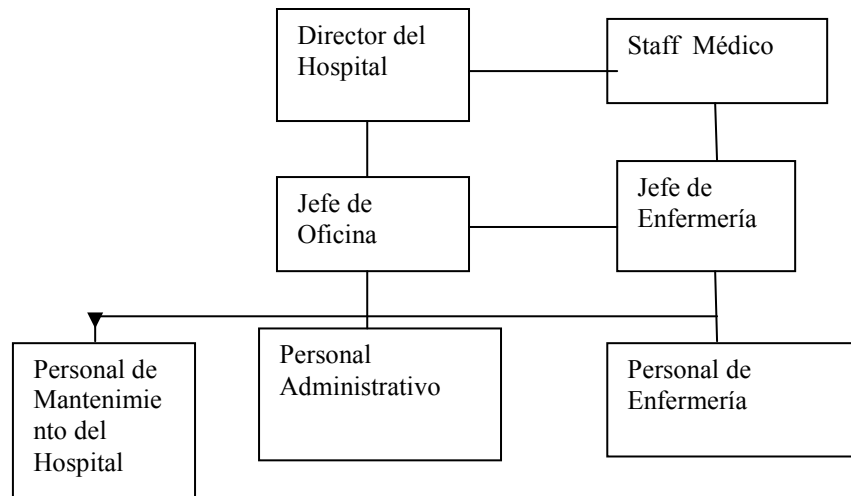 Director del
Hospital
Staff Médico
Jefe de
Oficina
Jefe de
Enfermería
Personal de
Mantenimie
nto del
Hospital
Personal
Administrativo
Personal de
Enfermería